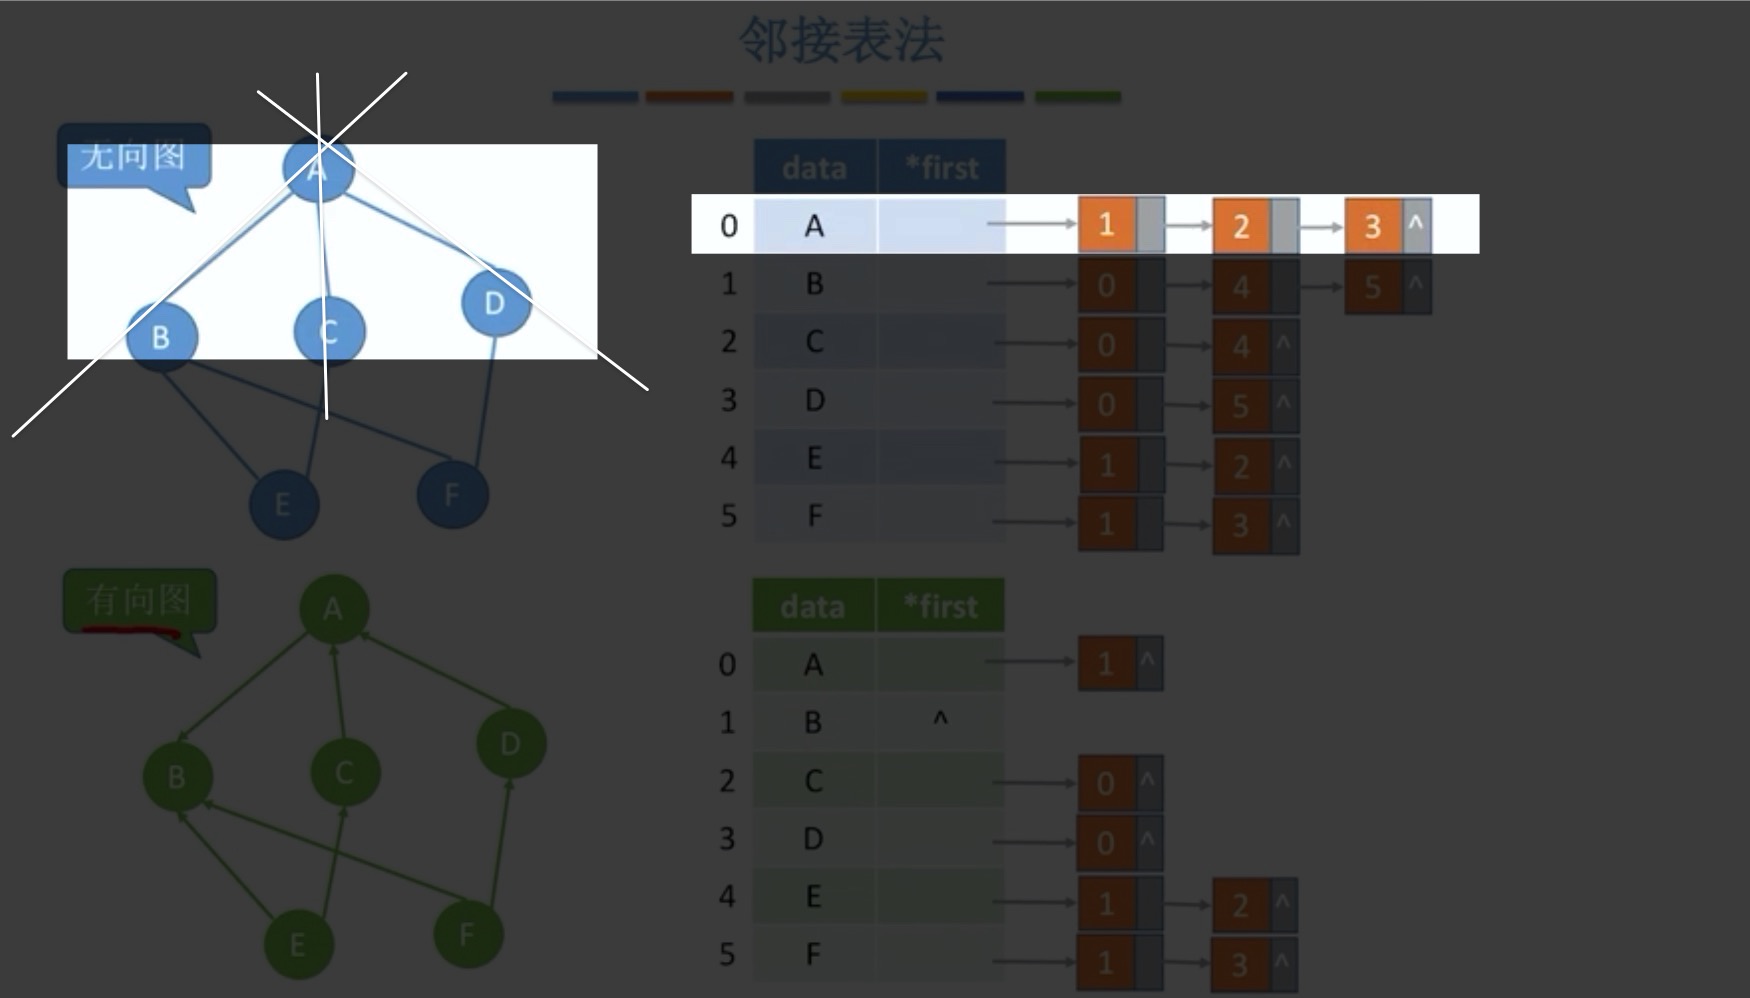 邻接表法
无向图
A
B
C
D
E
F
data *first
0 A 1 2 3 ^
1 B 0 4 5 ^
2 C 0 4 ^
3 D 0 5 ^
4 E 1 2 ^
5 F 1 3 ^
有向图
A
B
C
D
E
F
data *first
0 A 1 ^
1 B ^
2 C 0 ^
3 D 0 ^
4 E 1 2 ^
5 F 1 3 ^